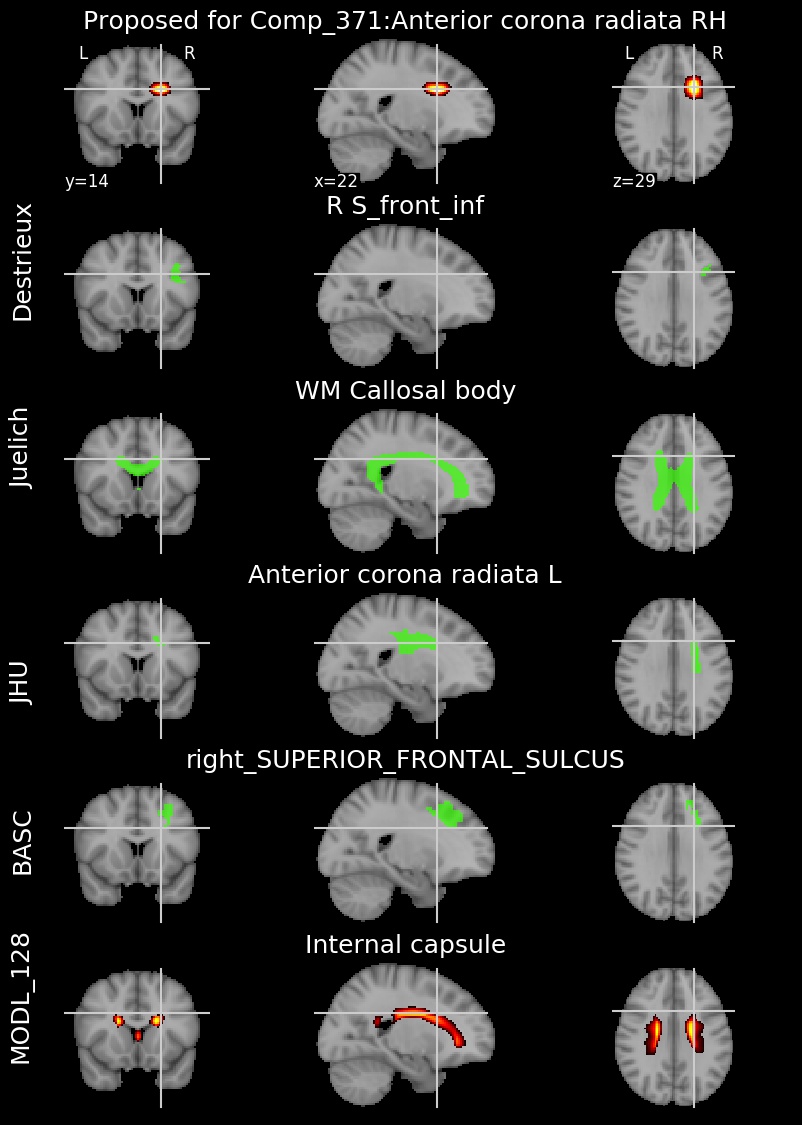 Proposed for Comp_371:Anterior corona radiata RH
L R
L R
y=14
x=22
z=29
R S_front_inf
Destrieux
WM Callosal body
Juelich
Anterior corona radiata L
JHU
right_SUPERIOR_FRONTAL_SULCUS
BASC
Internal capsule
MODL_128